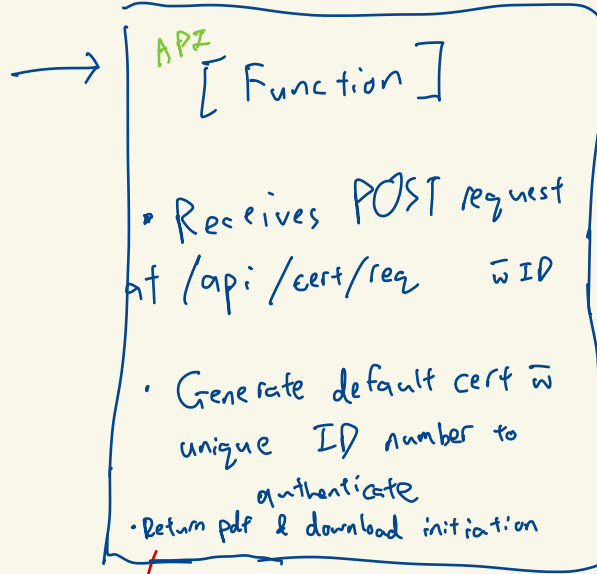 API
[Function]
• Receives POST request
at /api/cert/req w̄ ID
• Generate default cert w̄
unique ID number to
authenticate
• Return pdf & download initiation